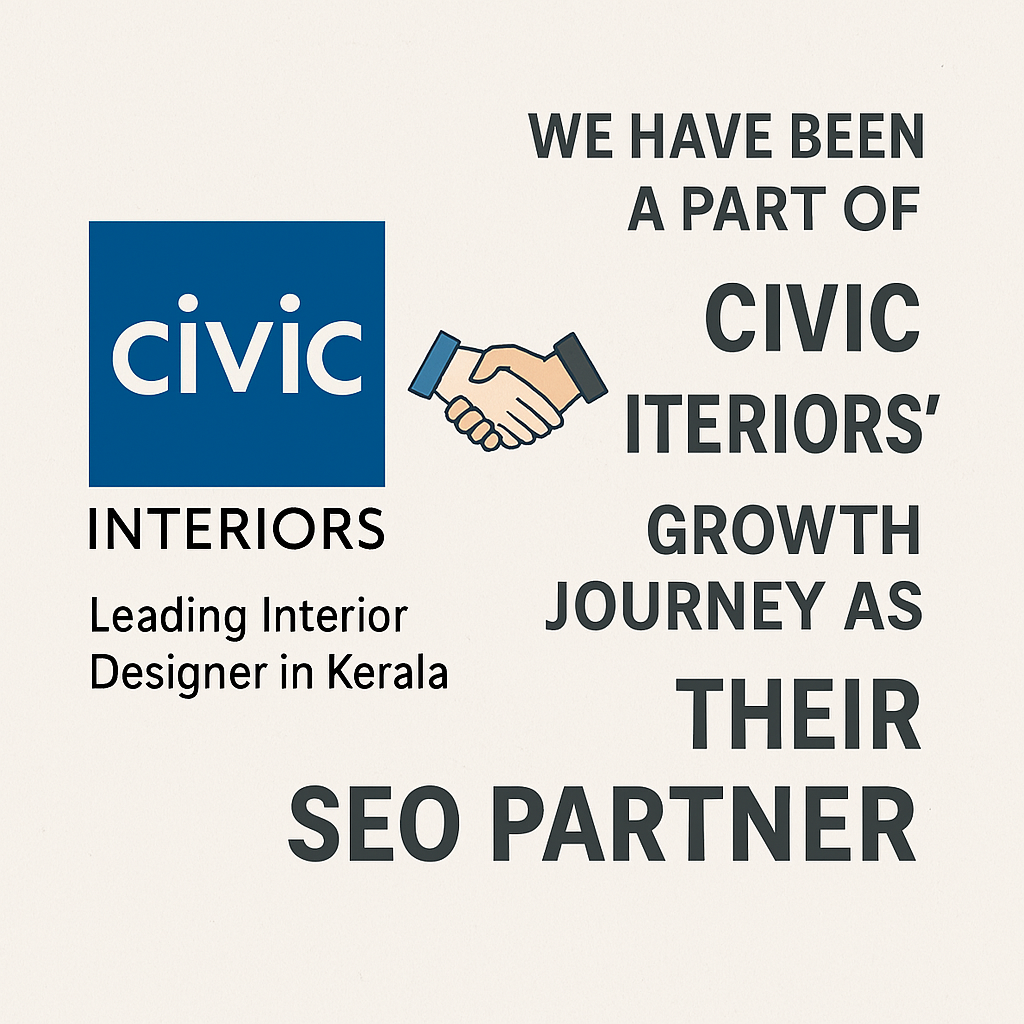 civic
INTERIORS
Leading Interior
Designer in Kerala
WE HAVE BEEN
A PART OF
CIVIC
ITERIORS’
GROWTH
JOURNEY AS
THEIR
SEO PARTNER